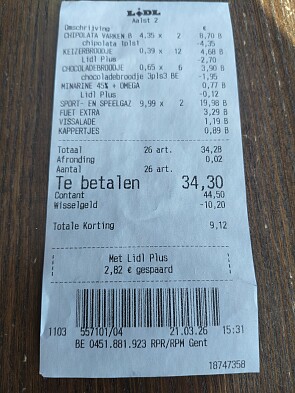 LIDL
Aalst 2
Omschrijving €
CHIPOLATA VARKEN B 4,35 x 2 8,70 B
chipolata 1plst -4,35
KEIZERBROODJE 0,39 x 12 4,68 B
Lidl Plus -2,70
CHOCOLADEBROODJE 0,65 x 6 3,90 B
chocoladebroodje 3pls3 BE -1,95
MINARINE 45% + OMEGA 0,77 B
Lidl Plus -0,12
SPORT- EN SPEELGAZ 9,99 x 2 19,98 B
FUET EXTRA 3,29 B
VISSALADE 1,19 B
KAPPERTJES 0,89 B
Totaal 26 art. 34,28
Afronding 0,02
Aantal 26 art.
Te betalen 34,30
Contant 44,50
Wisselgeld -10,20
Totale Korting 9,12
Met Lidl Plus
2,82 € gespaard
1103 557101/04 21.03.26 15:31
BE 0451.881.923 RPR/RPM Gent
18747358